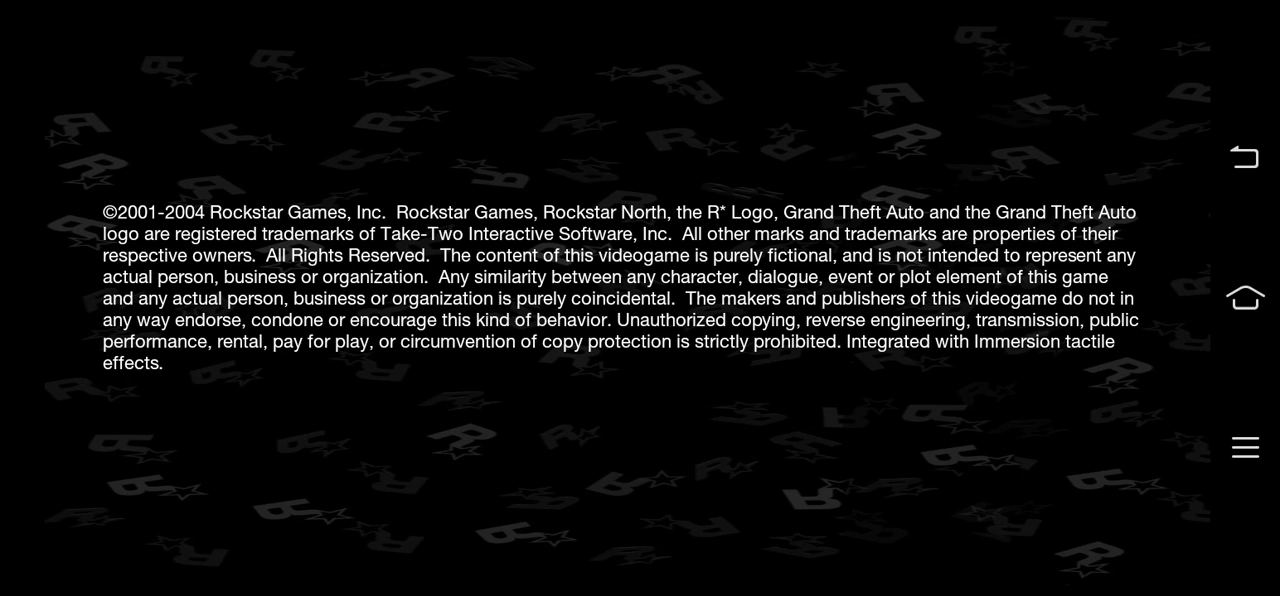 ©2001-2004 Rockstar Games, Inc.  Rockstar Games, Rockstar North, the R* Logo, Grand Theft Auto and the Grand Theft Auto
logo are registered trademarks of Take-Two Interactive Software, Inc.  All other marks and trademarks are properties of their
respective owners.  All Rights Reserved.  The content of this videogame is purely fictional, and is not intended to represent any
actual person, business or organization.  Any similarity between any character, dialogue, event or plot element of this game
and any actual person, business or organization is purely coincidental.  The makers and publishers of this videogame do not in
any way endorse, condone or encourage this kind of behavior. Unauthorized copying, reverse engineering, transmission, public
performance, rental, pay for play, or circumvention of copy protection is strictly prohibited. Integrated with Immersion tactile
effects.